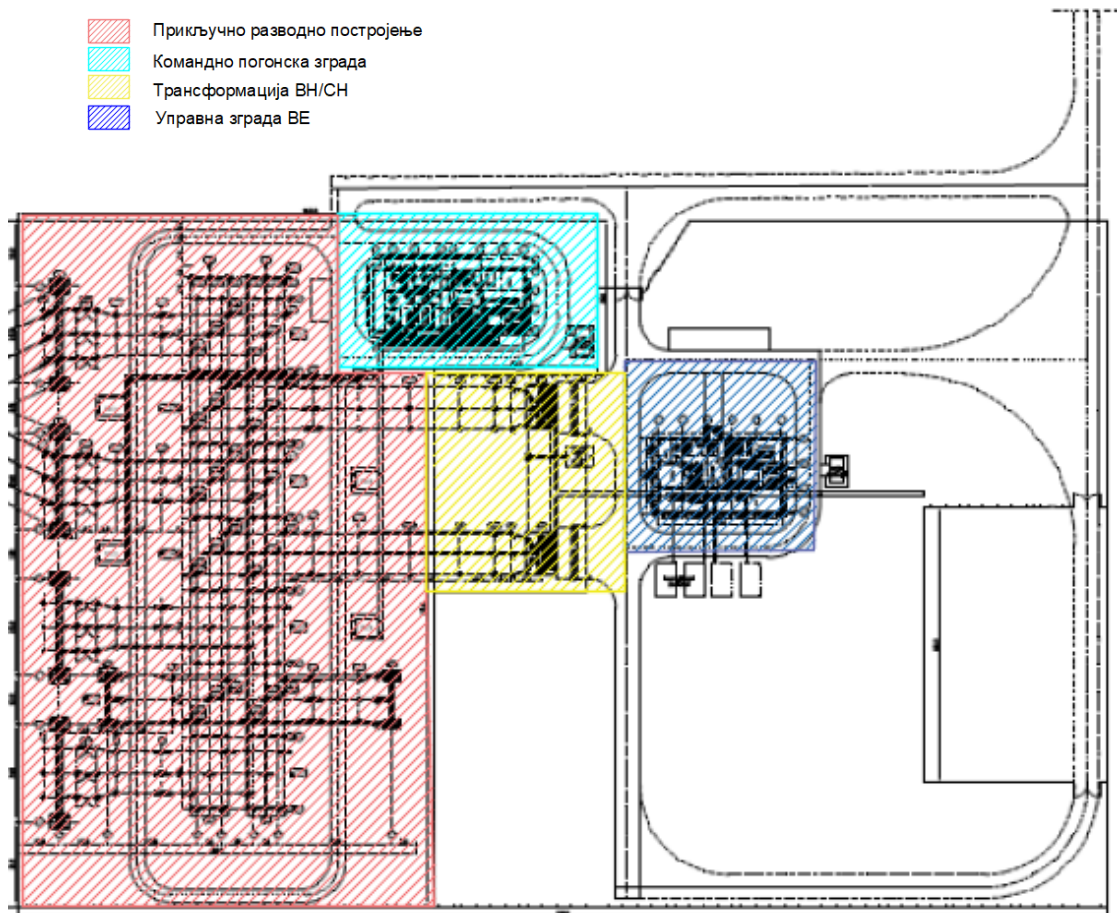 Прикључно разводно постројење
Командно погонска зграда
Трансформација ВН/СН
Управна зграда ВЕ